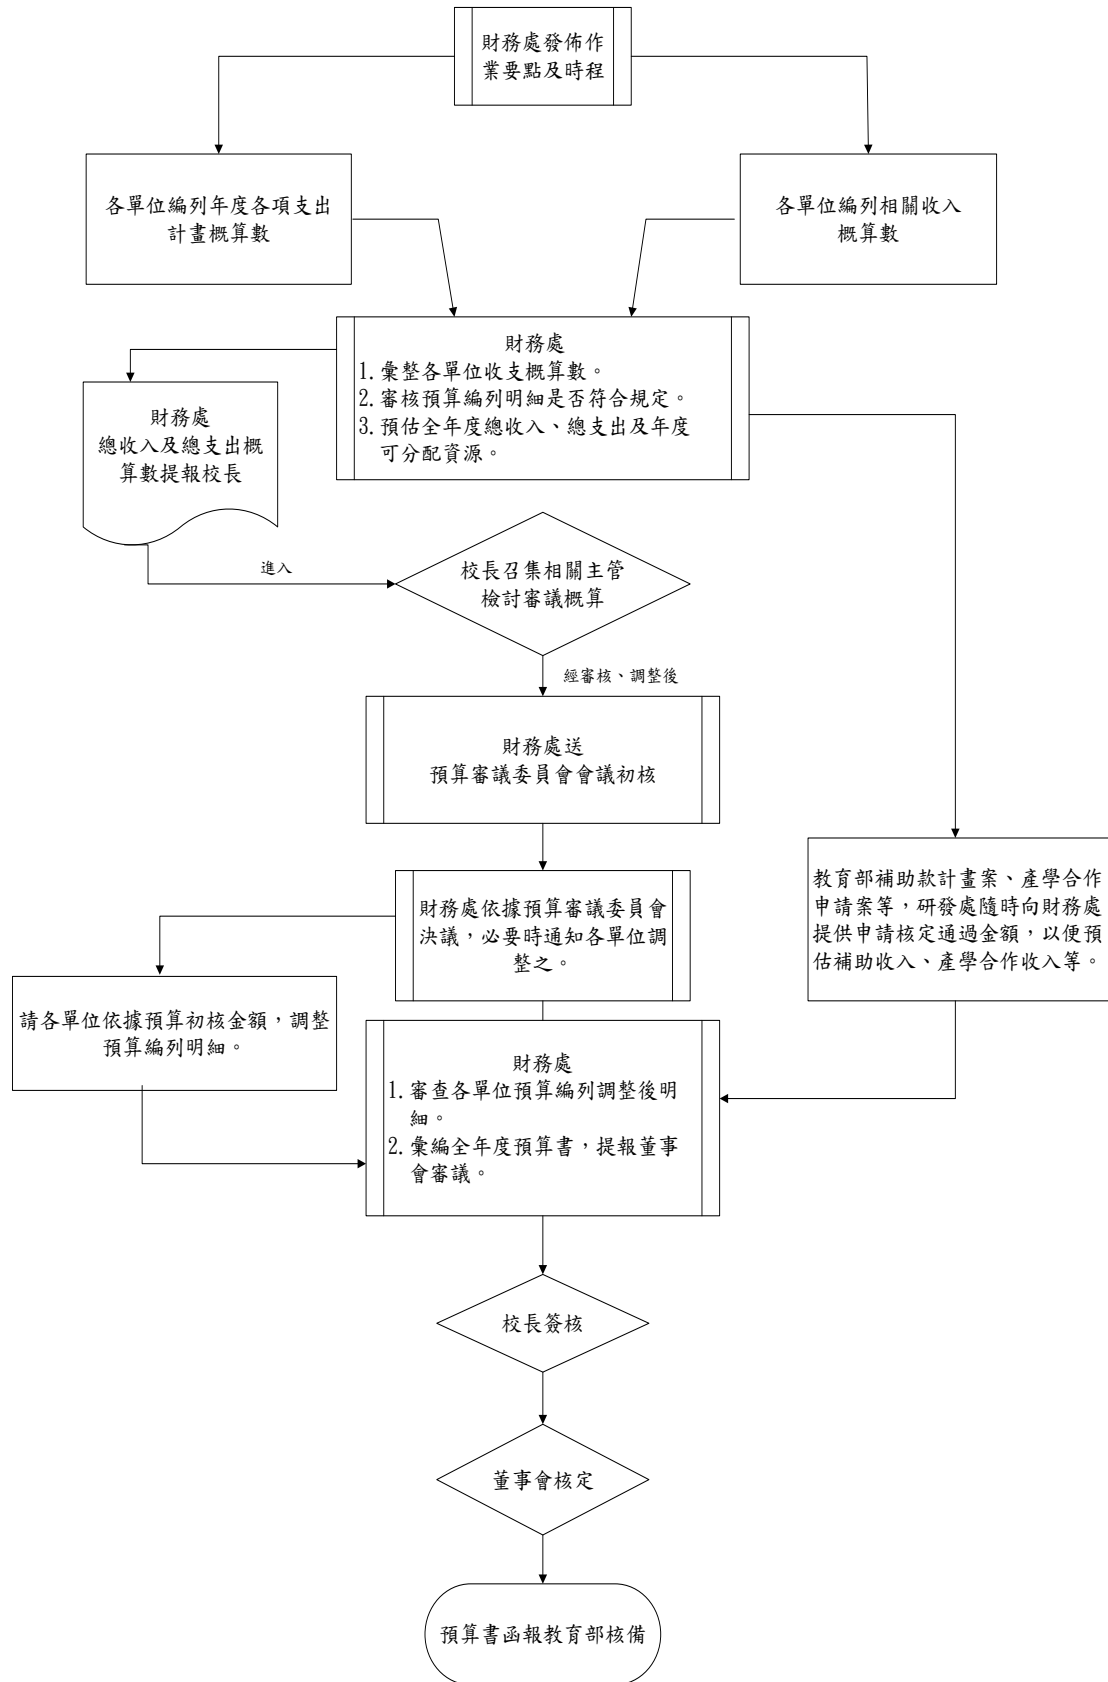 財務處發佈作
業要點及時程
各單位編列年度各項支出
計畫概算數
各單位編列相關收入
概算數
財務處
1. 彙整各單位收支概算數。
2. 審核預算編列明細是否符合規定。
3. 預估全年度總收入、總支出及年度
可分配資源。
財務處
總收入及總支出概
算數提報校長
進入
校長召集相關主管
檢討審議概算
經審核、調整後
財務處送
預算審議委員會會議初核
財務處依據預算審議委員會
決議，必要時通知各單位調
整之。
教育部補助款計畫案、產學合作
申請案等，研發處隨時向財務處
提供申請核定通過金額，以便預
估補助收入、產學合作收入等。
請各單位依據預算初核金額，調整
預算編列明細。
財務處
1. 審查各單位預算編列調整後明
細。
2. 彙編全年度預算書，提報董事
會審議。
校長簽核
董事會核定
預算書函報教育部核備